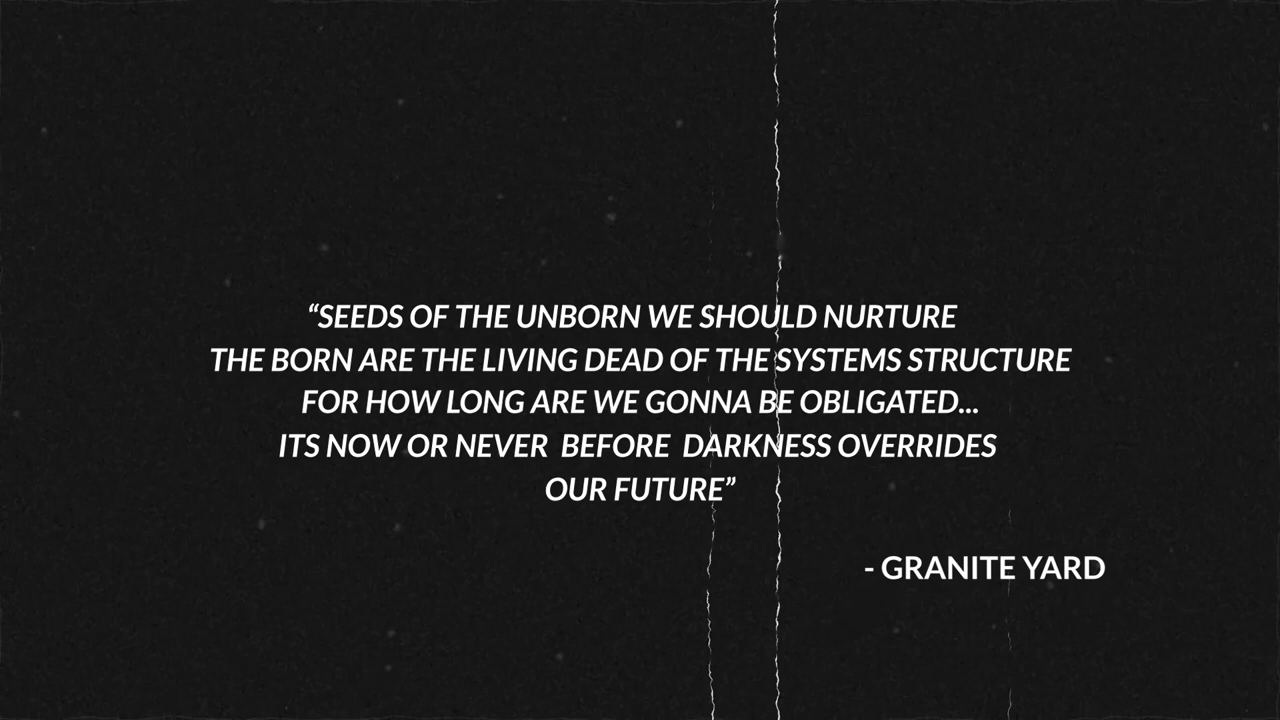 “SEEDS OF THE UNBORN WE SHOULD NURTURE
THE BORN ARE THE LIVING DEAD OF THE SYSTEMS STRUCTURE
FOR HOW LONG ARE WE GONNA BE OBLIGATED...
ITS NOW OR NEVER  BEFORE  DARKNESS OVERRIDES
OUR FUTURE”
- GRANITE YARD